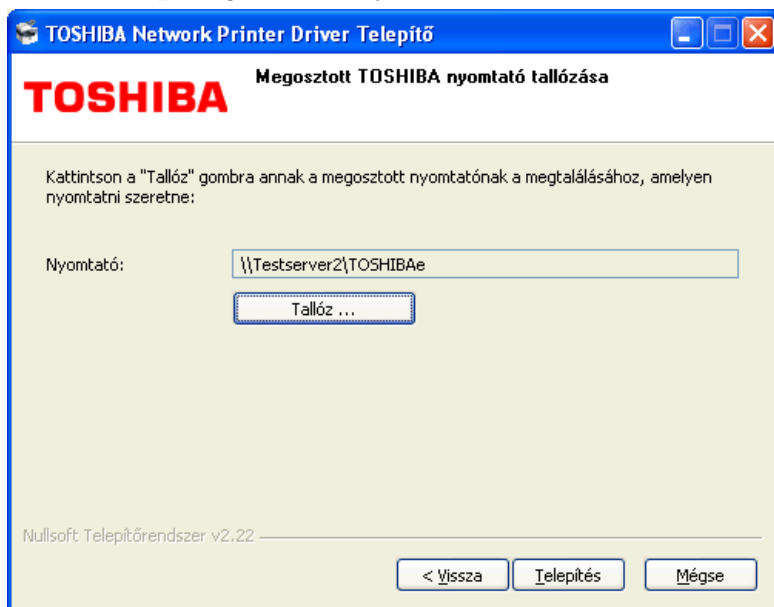 TOSHIBA Network Printer Driver Telepítő
TOSHIBA
Megosztott TOSHIBA nyomtató tallózása
Kattintson a "Tallóz" gombra annak a megosztott nyomtatónak a megtalálásához, amelyen
nyomtatni szeretne:
Nyomtató:
\\Testserver2\TOSHIBAe
Tallóz ...
Nullsoft Telepítőrendszer v2.22
< Vissza
Telepítés
Mégse